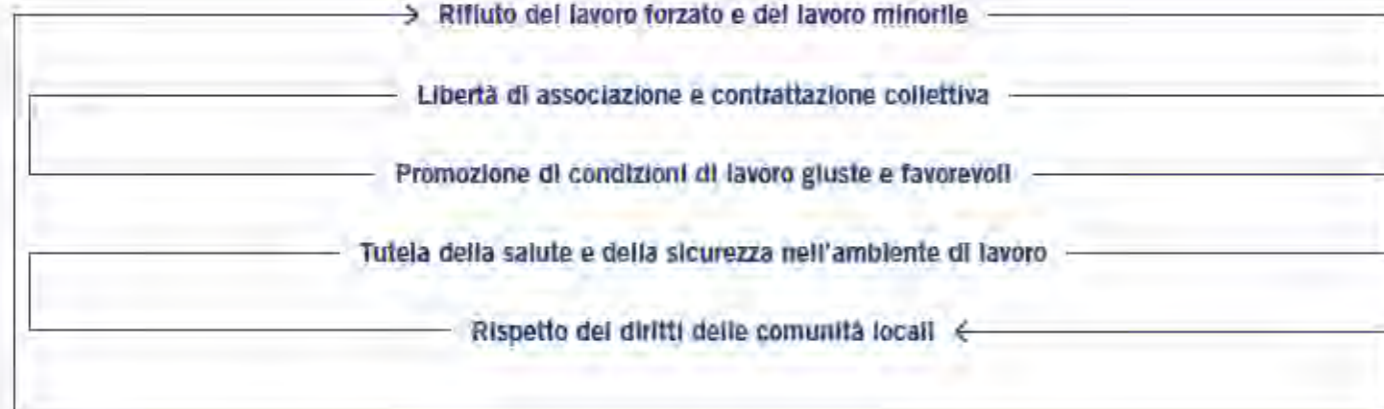 Rifiuto del lavoro forzato e del lavoro minorile
Libertà di associazione e contrattazione collettiva
Promozione di condizioni di lavoro giuste e favorevoli
Tutela della salute e della sicurezza nell'ambiente di lavoro
Rispetto dei diritti delle comunità locali